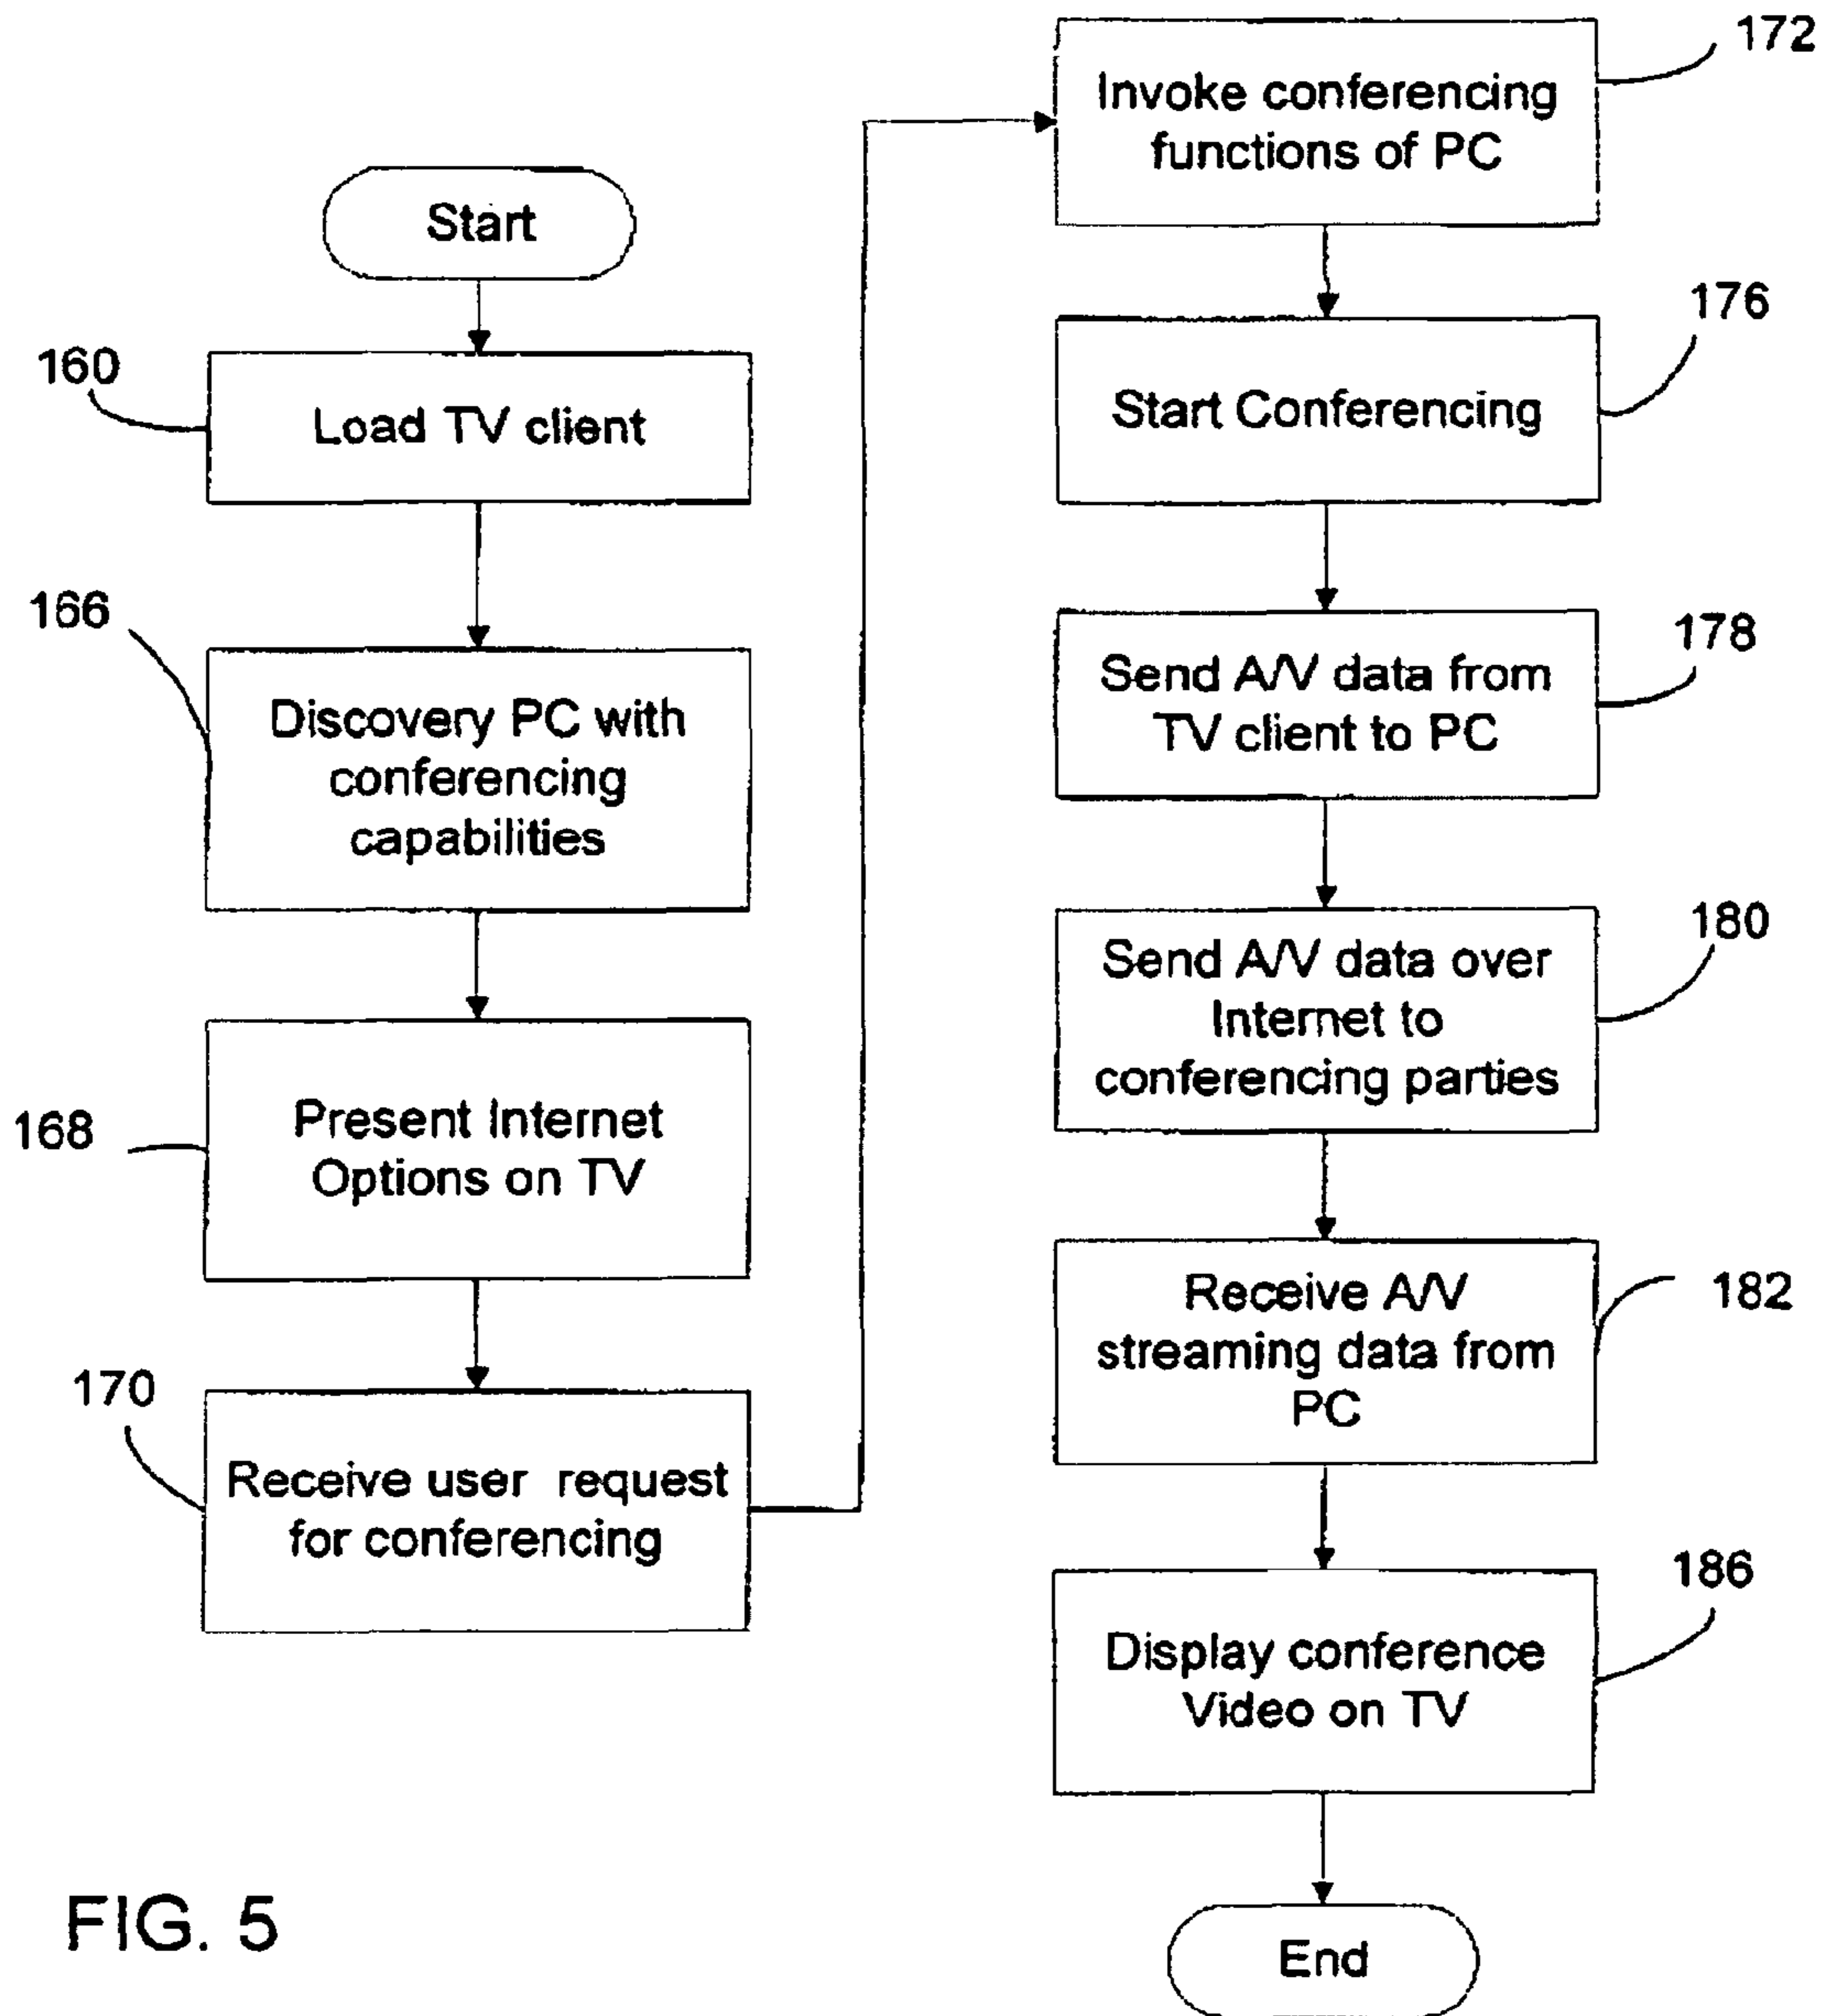 Start
160
Load TV client
166
Discovery PC with
conferencing
capabilities
168
Present Internet
Options on TV
170
Receive user request
for conferencing
172
Invoke conferencing
functions of PC
176
Start Conferencing
178
Send A/V data from
TV client to PC
180
Send A/V data over
Internet to
conferencing parties
182
Receive A/V
streaming data from
PC
186
Display conference
Video on TV
End
FIG. 5